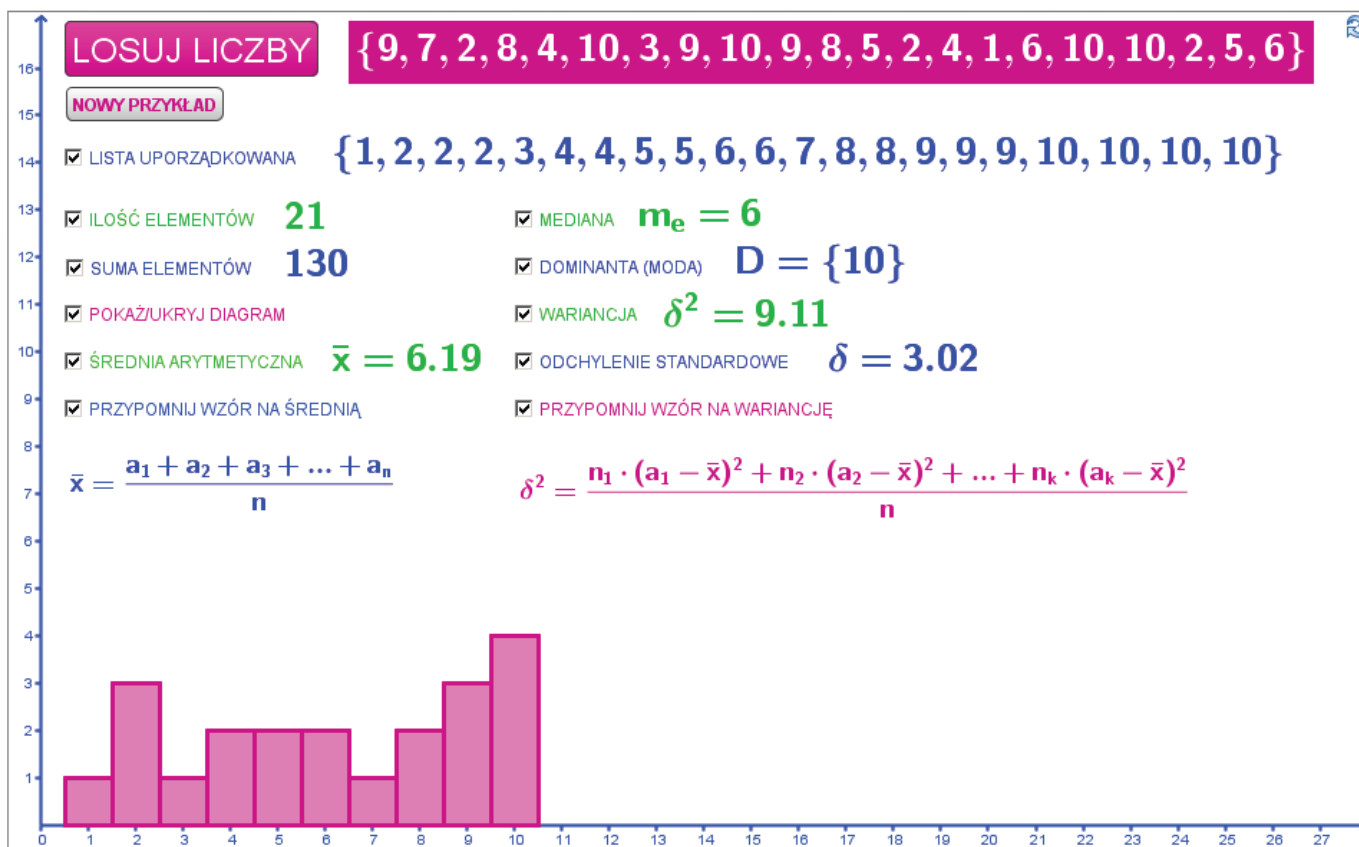 LOSUJ LICZBY {9, 7, 2, 8, 4, 10, 3, 9, 10, 9, 8, 5, 2, 4, 1, 6, 10, 10, 2, 5, 6}
NOWY PRZYKŁAD
LISTA UPORZĄDKOWANA {1, 2, 2, 2, 3, 4, 4, 5, 5, 6, 6, 7, 8, 8, 9, 9, 9, 10, 10, 10, 10}
ILOŚĆ ELEMENTÓW 21 MEDIANA mₑ = 6
SUMA ELEMENTÓW 130 DOMINANTA (MODA) D = {10}
POKAŻ/UKRYJ DIAGRAM WARIANCJA δ² = 9.11
ŚREDNIA ARYTMETYCZNA x̄ = 6.19 ODCHYLENIE STANDARDOWE δ = 3.02
PRZYPOMNIJ WZÓR NA ŚREDNIĄ PRZYPOMNIJ WZÓR NA WARIANCJĘ
x̄ = (a₁ + a₂ + a₃ + ... + aₙ) / n
δ² = (n₁ · (a₁ − x̄)² + n₂ · (a₂ − x̄)² + ... + nₖ · (aₖ − x̄)²) / n
16
15
14
13
12
11
10
9
8
7
6
5
4
3
2
1
0 1 2 3 4 5 6 7 8 9 10 11 12 13 14 15 16 17 18 19 20 21 22 23 24 25 26 27